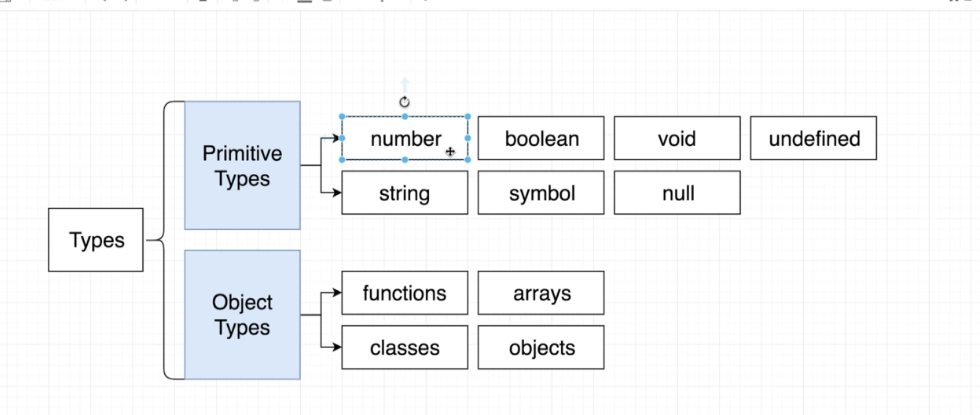 Types
Primitive
Types
number
boolean
void
undefined
string
symbol
null
Object
Types
functions
arrays
classes
objects